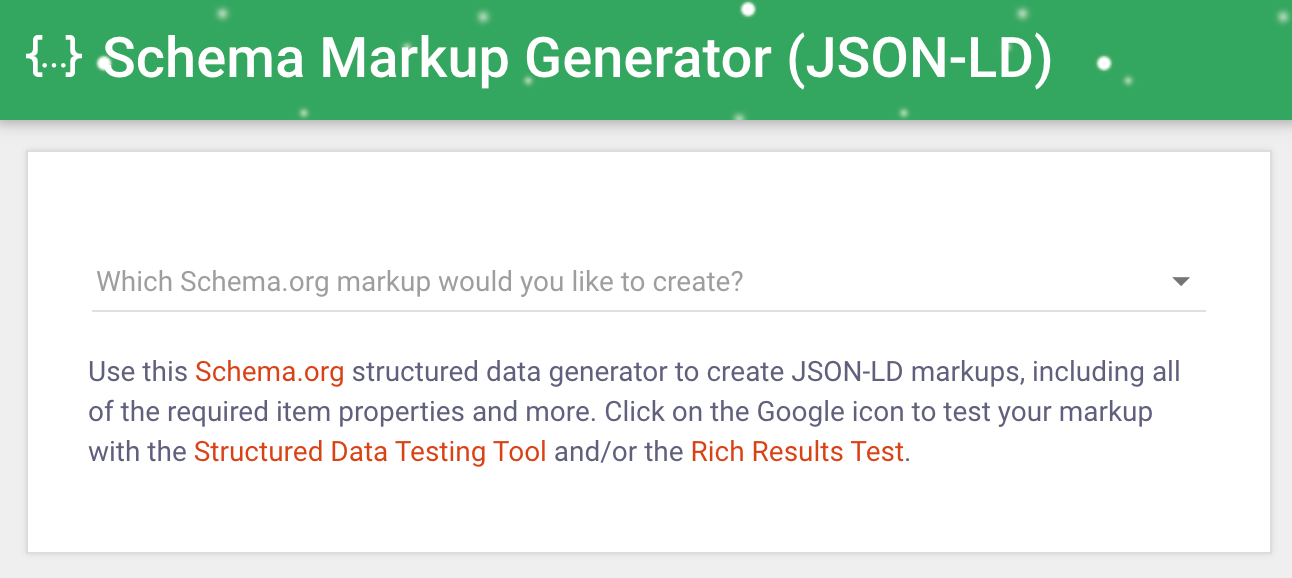 {...} Schema Markup Generator (JSON-LD)
Which Schema.org markup would you like to create?
Use this Schema.org structured data generator to create JSON-LD markups, including all
of the required item properties and more. Click on the Google icon to test your markup
with the Structured Data Testing Tool and/or the Rich Results Test.